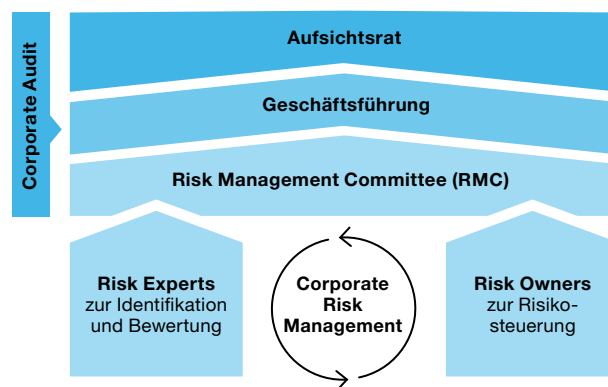 Corporate Audit
Aufsichtsrat
Geschäftsführung
Risk Management Committee (RMC)
Risk Experts
zur Identifikation
und Bewertung
Corporate
Risk
Management
Risk Owners
zur Risiko-
steuerung